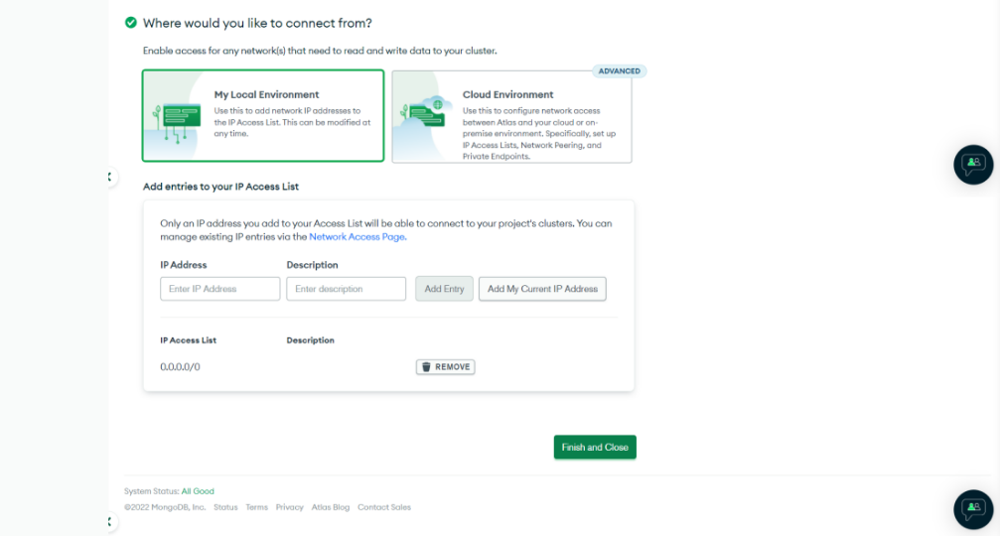 Where would you like to connect from?
Enable access for any network(s) that need to read and write data to your cluster.
ADVANCED
My Local Environment
Use this to add network IP addresses to
the IP Access List. This can be modified at
any time.
Cloud Environment
Use this to configure network access
between Atlas and your cloud or on-
premise environment. Specifically, set up
IP Access Lists, Network Peering, and
Private Endpoints.
Add entries to your IP Access List
Only an IP address you add to your Access List will be able to connect to your project's clusters. You can
manage existing IP entries via the Network Access Page.
IP Address Description
Enter IP Address Enter description Add Entry Add My Current IP Address
IP Access List Description
0.0.0.0/0 REMOVE
Finish and Close
System Status: All Good
©2022 MongoDB, Inc. Status Terms Privacy Atlas Blog Contact Sales